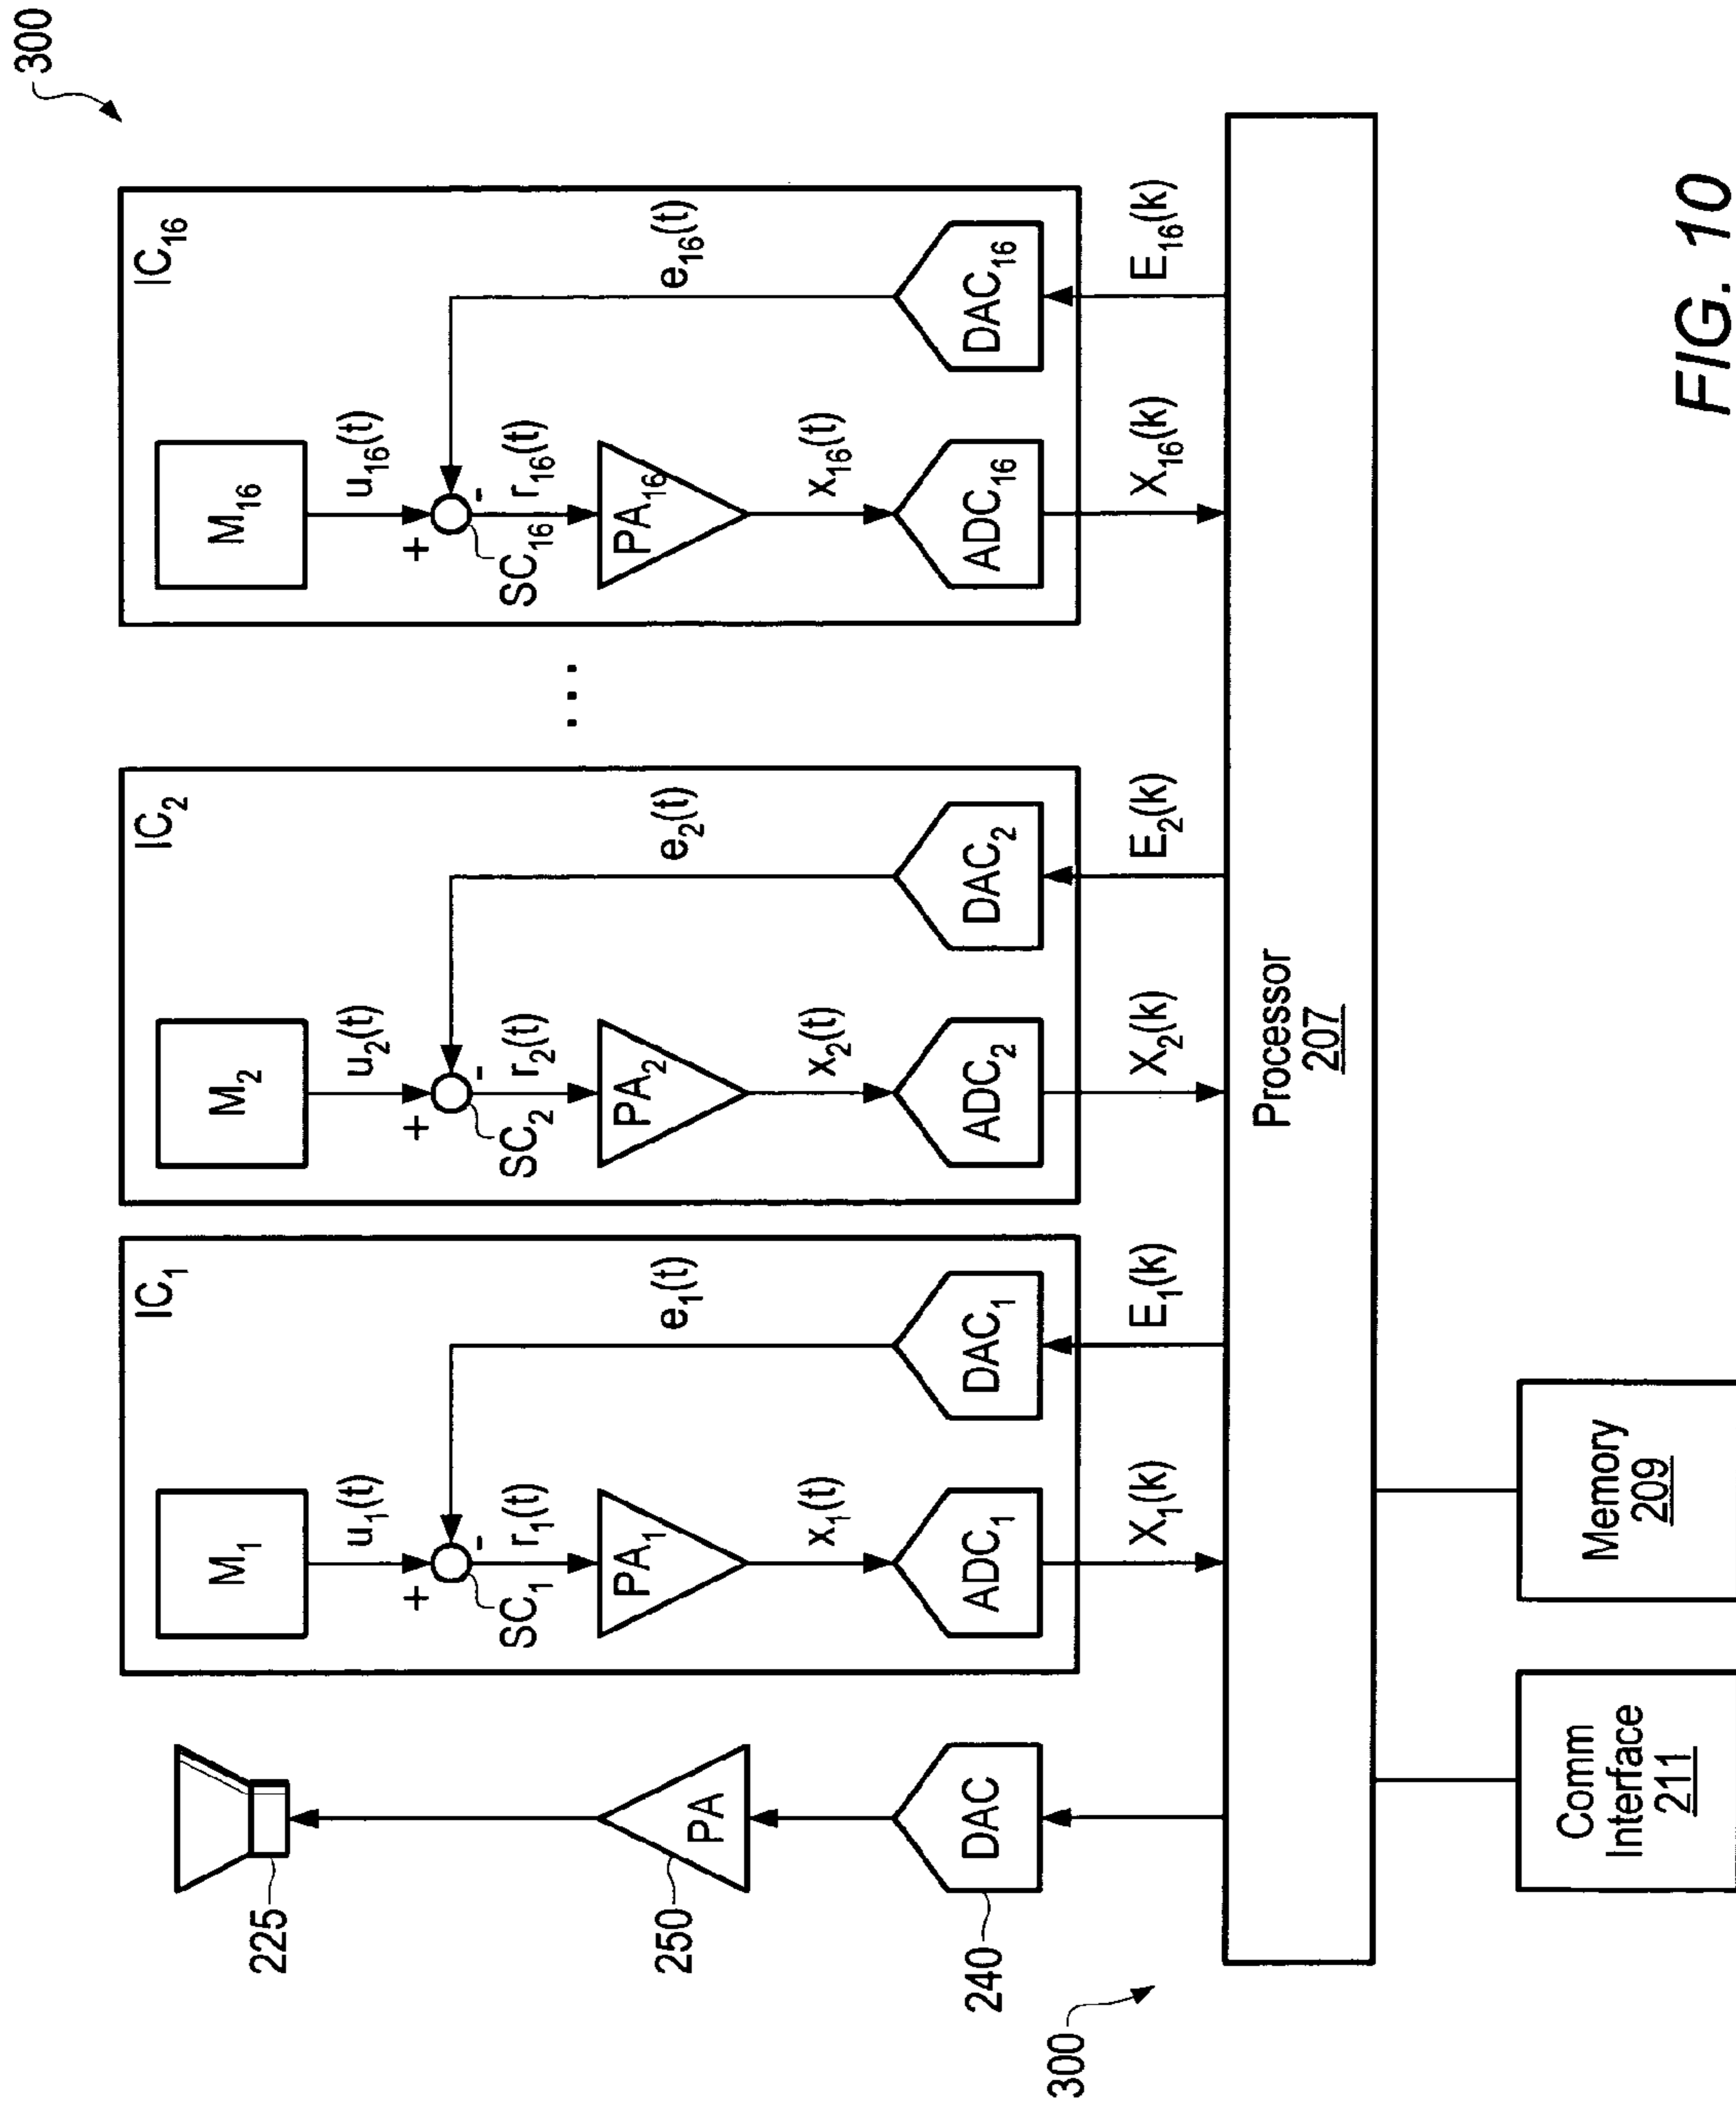 300
IC₁
M₁
u₁(t)
+
-
SC₁
r₁(t)
e₁(t)
PA₁
x₁(t)
ADC₁
DAC₁
X₁(k)
E₁(k)
IC₂
M₂
u₂(t)
+
-
SC₂
r₂(t)
e₂(t)
PA₂
x₂(t)
ADC₂
DAC₂
X₂(k)
E₂(k)
...
IC₁₆
M₁₆
u₁₆(t)
+
-
SC₁₆
r₁₆(t)
e₁₆(t)
PA₁₆
x₁₆(t)
ADC₁₆
DAC₁₆
X₁₆(k)
E₁₆(k)
225
PA
250
DAC
240
300
Processor
207
Comm
Interface
211
Memory
209
FIG. 10